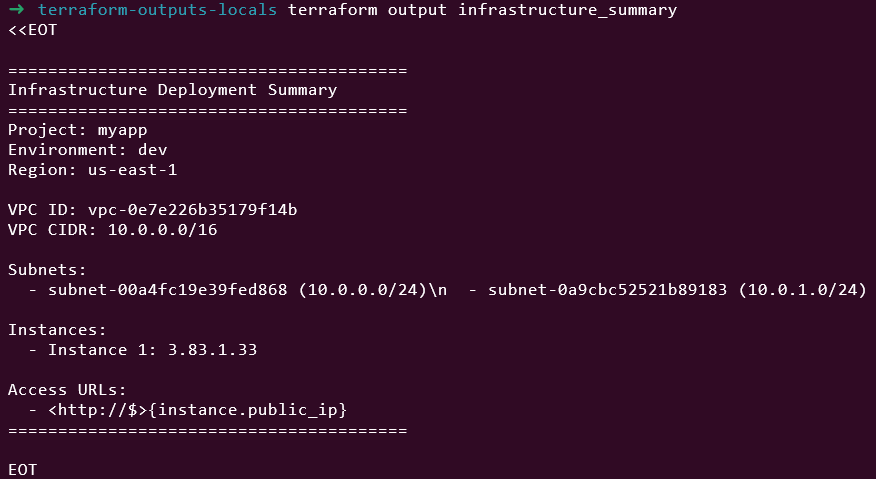 ➜ terraform-outputs-locals terraform output infrastructure_summary
<<EOT
========================================
Infrastructure Deployment Summary
========================================
Project: myapp
Environment: dev
Region: us-east-1
VPC ID: vpc-0e7e226b35179f14b
VPC CIDR: 10.0.0.0/16
Subnets:
  - subnet-00a4fc19e39fed868 (10.0.0.0/24)\n  - subnet-0a9cbc52521b89183 (10.0.1.0/24)
Instances:
  - Instance 1: 3.83.1.33
Access URLs:
  - <http://$>{instance.public_ip}
========================================
EOT